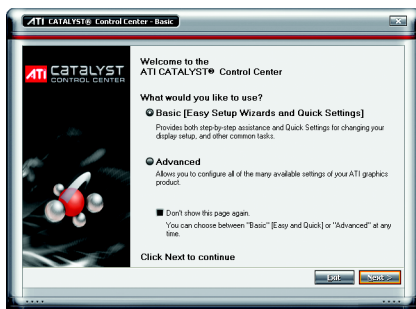 ATI CATALYST® Control Center - Basic
ATI CATALYST
CONTROL CENTER
Welcome to the
ATI CATALYST® Control Center
What would you like to use?
Basic [Easy Setup Wizards and Quick Settings]
Provides both step-by-step assistance and Quick Settings for changing your
display setup, and other common tasks.
Advanced
Allows you to configure all of the many available settings of your ATI graphics
product.
Don't show this page again.
You can choose between "Basic" [Easy and Quick] or "Advanced" at any
time.
Click Next to continue
Exit
Next >